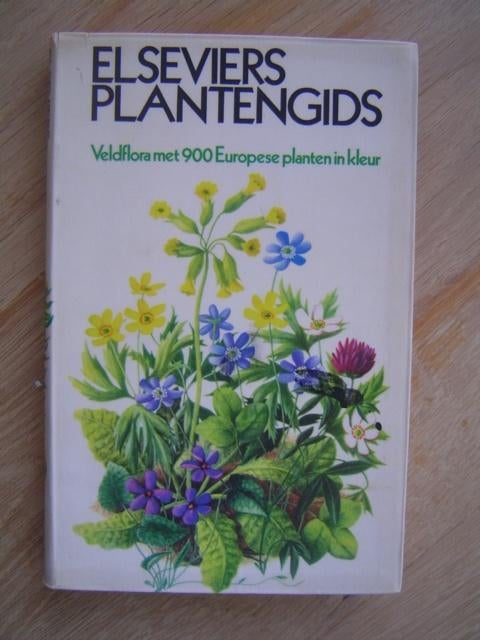 ELSEVIERS
PLANTENGIDS
Veldflora met 900 Europese planten in kleur